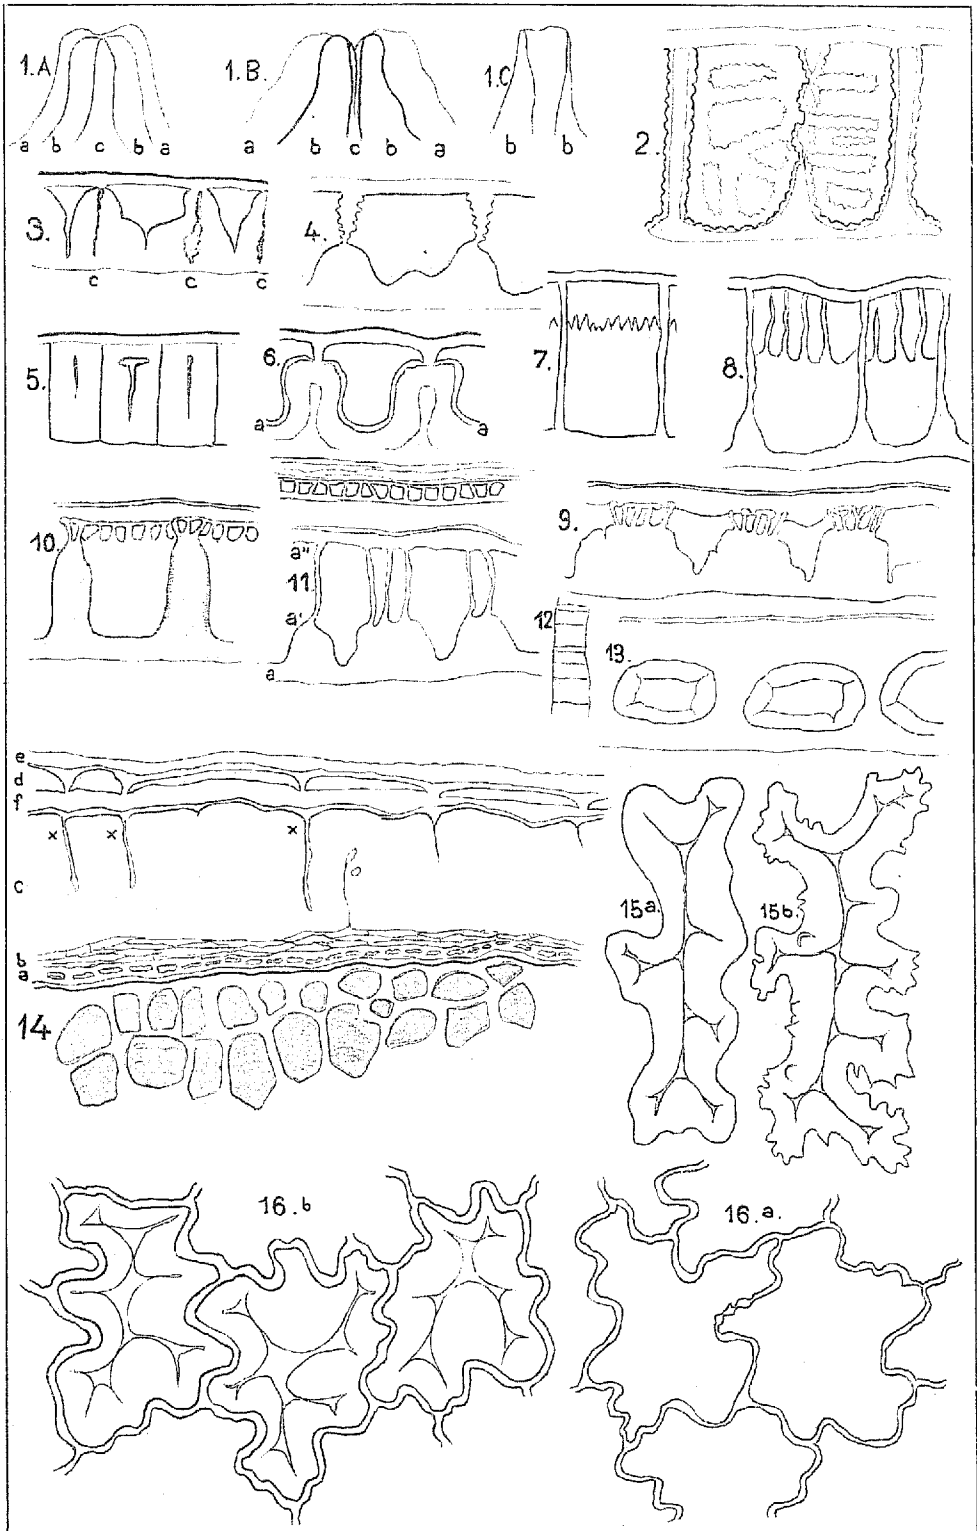 1.A 1.B. 1.C
a b c b a a b c b a b b 2.
3. c c c 4.
5. 6. a a 7. 8.
10. 11. a" a' a 9.
12 13.
e
d
f
x x x
c
b
a
14 15a. 15b.
16.b 16.a.